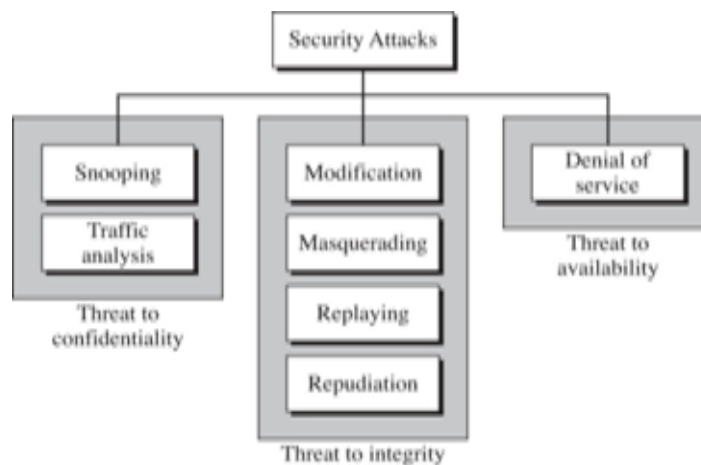 Security Attacks
Snooping
Traffic
analysis
Threat to
confidentiality
Modification
Masquerading
Replaying
Repudiation
Threat to integrity
Denial of
service
Threat to
availability